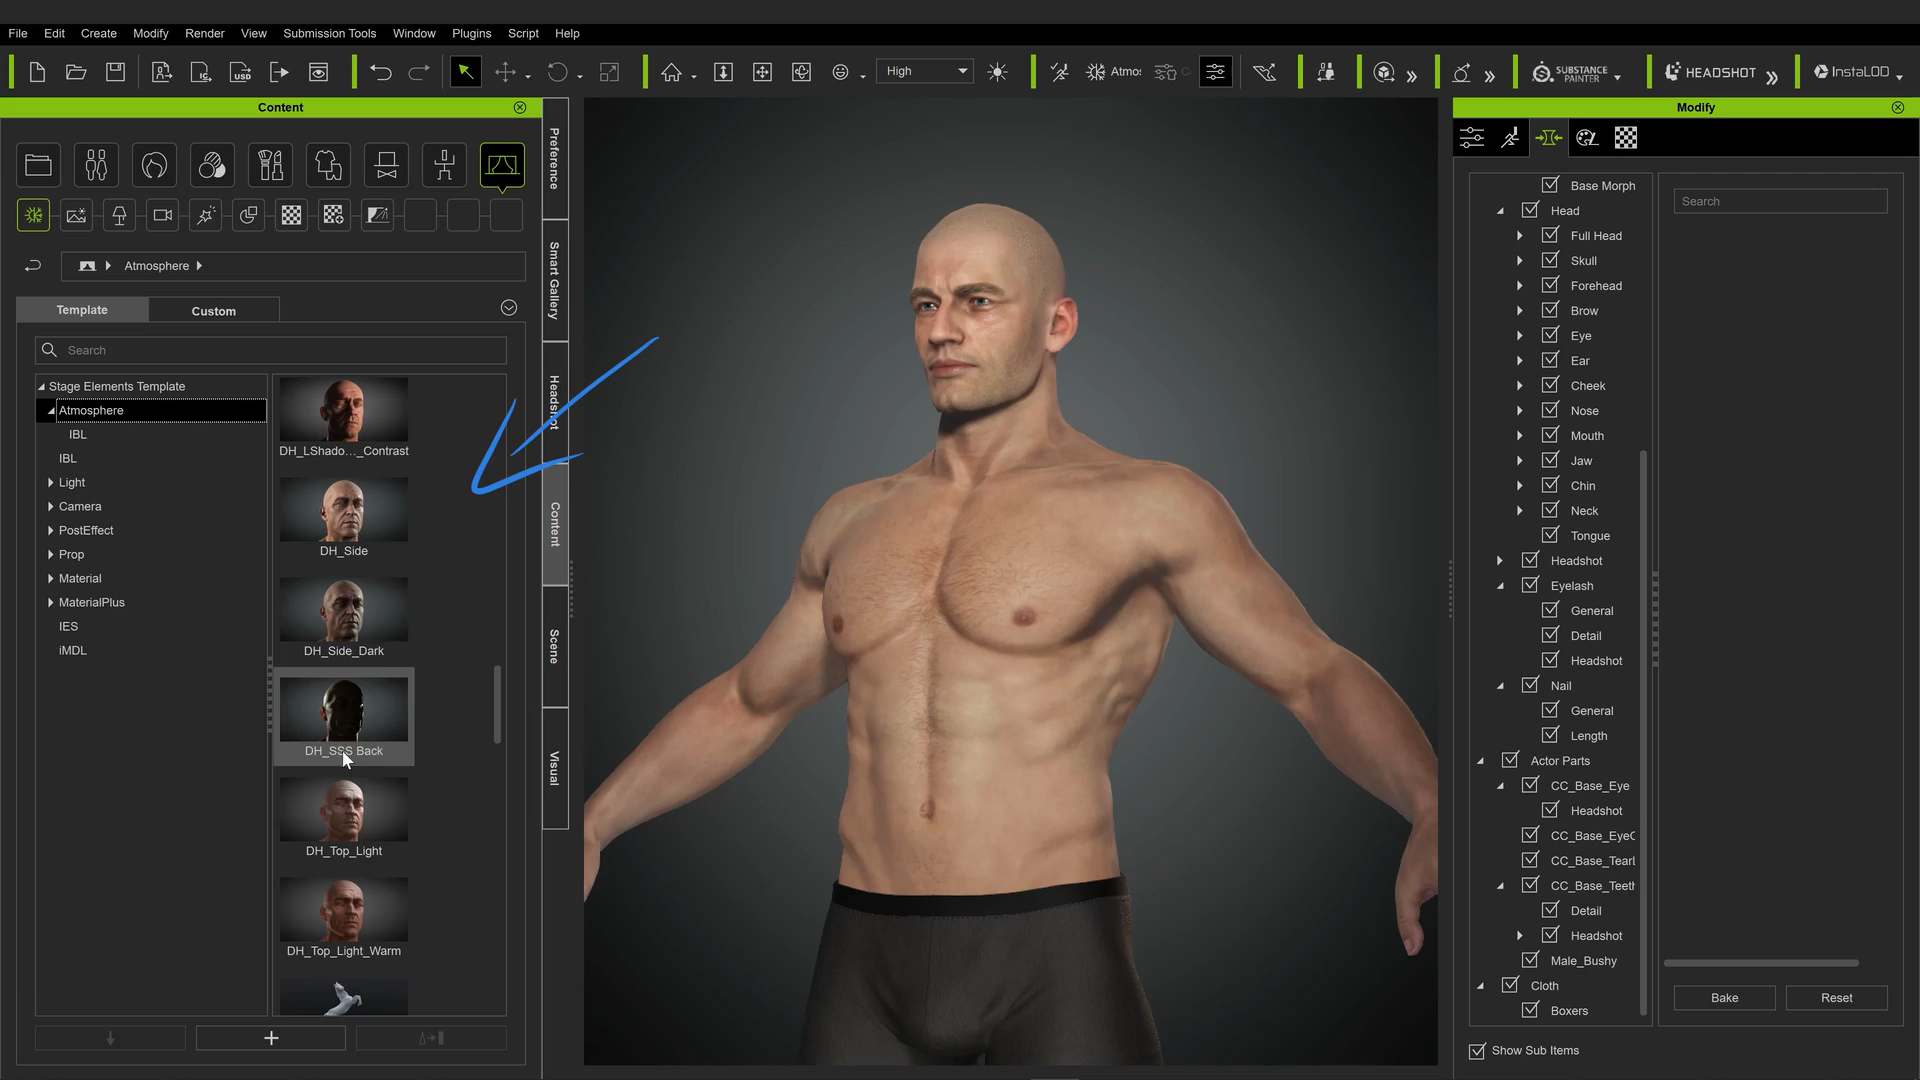 File Edit Create Modify Render View Submission Tools Window Plugins Script Help
IC USD High Atmo: SUBSTANCE PAINTER HEADSHOT InstaLOD
Content
Template Custom
Atmosphere
Search
Stage Elements Template
Atmosphere
IBL
IBL
Light
Camera
PostEffect
Prop
Material
MaterialPlus
IES
iMDL
DH_LShado..._Contrast
DH_Side
DH_Side_Dark
DH_SSS Back
DH_Top_Light
DH_Top_Light_Warm
Preference
Smart Gallery
Headshot
Content
Scene
Visual
Modify
Search
Base Morph
Head
Full Head
Skull
Forehead
Brow
Eye
Ear
Cheek
Nose
Mouth
Jaw
Chin
Neck
Tongue
Headshot
Eyelash
General
Detail
Headshot
Nail
General
Length
Actor Parts
CC_Base_Eye
Headshot
CC_Base_EyeC
CC_Base_Tearl
CC_Base_Teeth
Detail
Headshot
Male_Bushy
Cloth
Boxers
Bake Reset
Show Sub Items